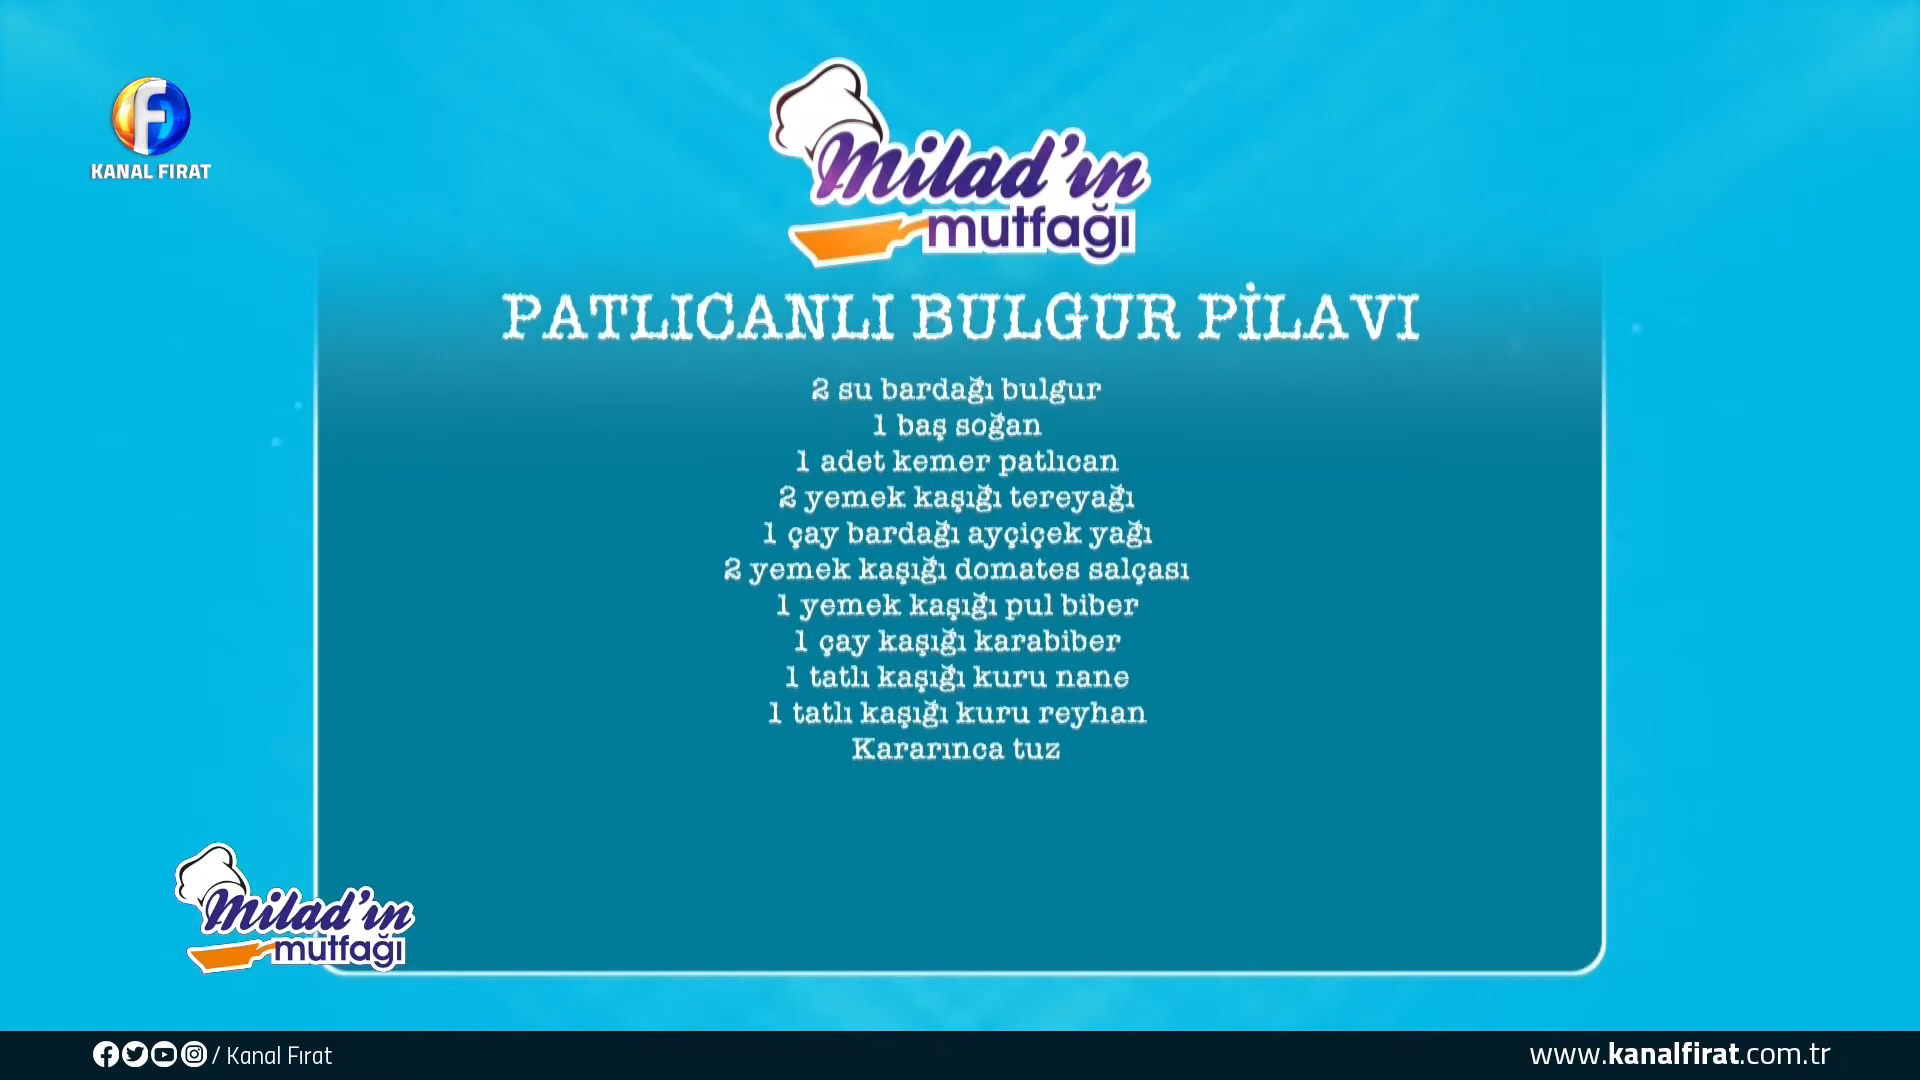 KANAL FIRAT
Milad'ın
mutfağı
PATLICANLI BULGUR PİLAVI
2 su bardağı bulgur
1 baş soğan
1 adet kemer patlıcan
2 yemek kaşığı tereyağı
1 çay bardağı ayçiçek yağı
2 yemek kaşığı domates salçası
1 yemek kaşığı pul biber
1 çay kaşığı karabiber
1 tatlı kaşığı kuru nane
1 tatlı kaşığı kuru reyhan
Kararınca tuz
Milad'ın
mutfağı
/ Kanal Fırat
www.kanalfirat.com.tr